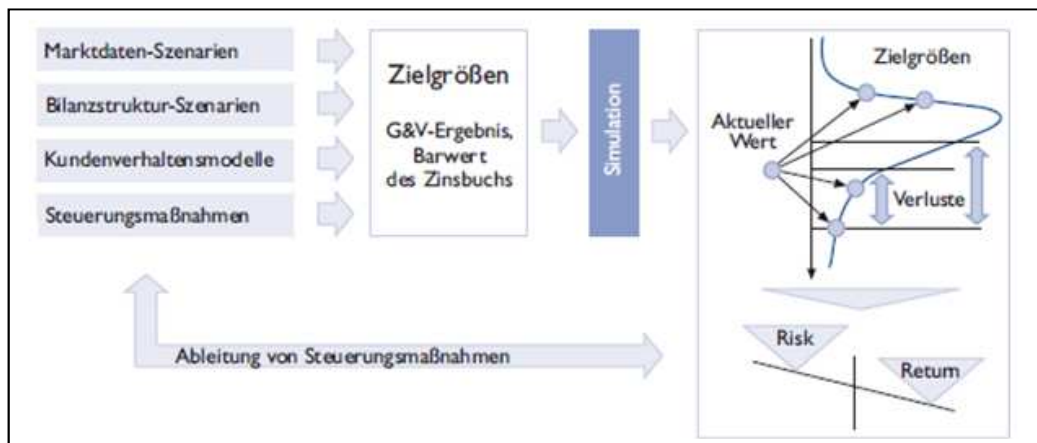 Marktdaten-Szenarien
Bilanzstruktur-Szenarien
Kundenverhaltensmodelle
Steuerungsmaßnahmen
Zielgrößen
G&V-Ergebnis,
Barwert
des Zinsbuchs
Simulation
Zielgrößen
Aktueller
Wert
Verluste
Risk
Return
Ableitung von Steuerungsmaßnahmen